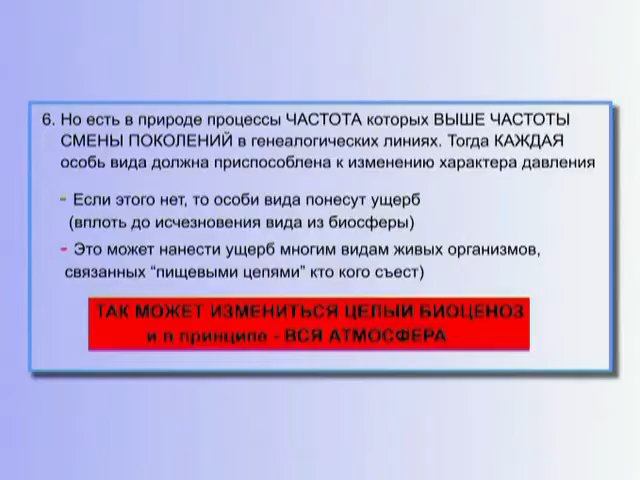 6. Но есть в природе процессы ЧАСТОТА которых ВЫШЕ ЧАСТОТЫ
СМЕНЫ ПОКОЛЕНИЙ в генеалогических линиях. Тогда КАЖДАЯ
особь вида должна приспособлена к изменению характера давления
- Если этого нет, то особи вида понесут ущерб
(вплоть до исчезновения вида из биосферы)
- Это может нанести ущерб многим видам живых организмов,
связанных “пищевыми цепями” кто кого съест)
ТАК МОЖЕТ ИЗМЕНИТЬСЯ ЦЕЛЫЙ БИОЦЕНОЗ
и в принципе - ВСЯ АТМОСФЕРА